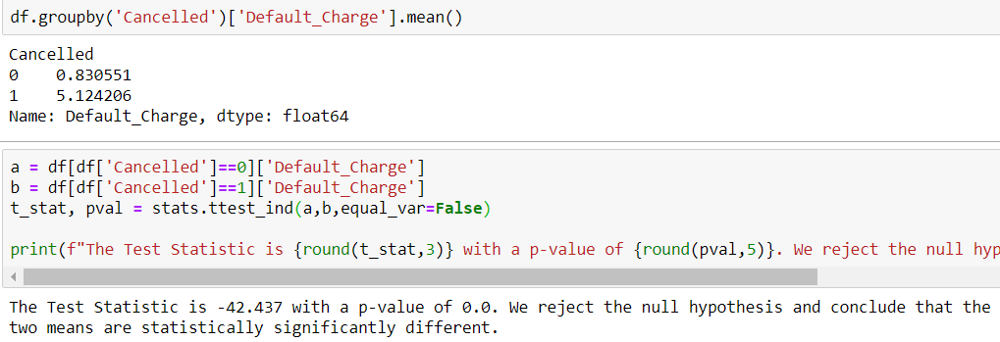 df.groupby('Cancelled')['Default_Charge'].mean()
Cancelled
0    0.830551
1    5.124206
Name: Default_Charge, dtype: float64
a = df[df['Cancelled']==0]['Default_Charge']
b = df[df['Cancelled']==1]['Default_Charge']
t_stat, pval = stats.ttest_ind(a,b,equal_var=False)
print(f"The Test Statistic is {round(t_stat,3)} with a p-value of {round(pval,5)}. We reject the null hyp
The Test Statistic is -42.437 with a p-value of 0.0. We reject the null hypothesis and conclude that the
two means are statistically significantly different.